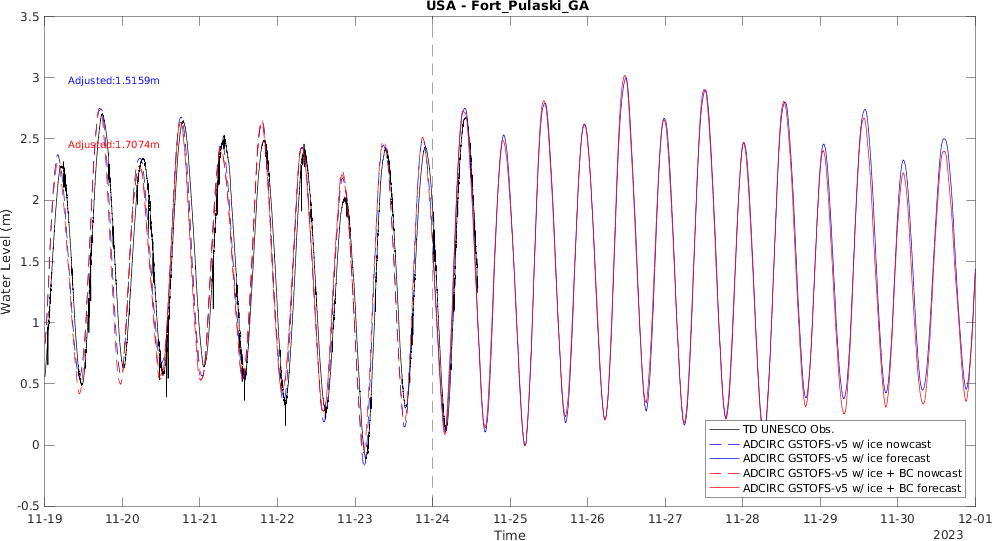 USA - Fort_Pulaski_GA
3.5
3
2.5
2
1.5
1
0.5
0
-0.5
Water Level (m)
Adjusted:1.5159m
Adjusted:1.7074m
TD UNESCO Obs.
ADCIRC GSTOFS-v5 w/ ice nowcast
ADCIRC GSTOFS-v5 w/ ice forecast
ADCIRC GSTOFS-v5 w/ ice + BC nowcast
ADCIRC GSTOFS-v5 w/ ice + BC forecast
11-19 11-20 11-21 11-22 11-23 11-24 11-25 11-26 11-27 11-28 11-29 11-30 12-01
Time
2023